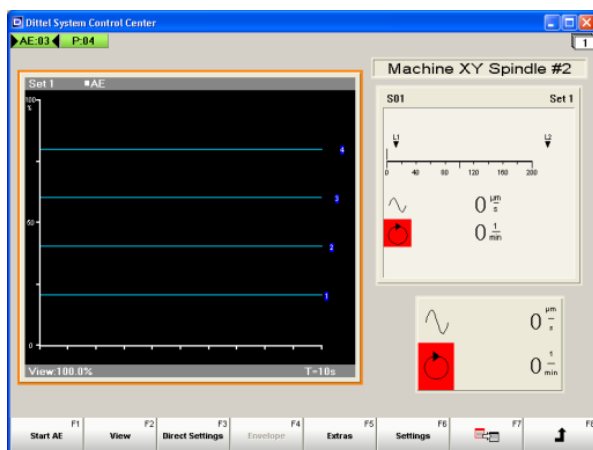 Dittel System Control Center
AE:03 P:04
1
Machine XY Spindle #2
Set 1 ■AE
100
%
4
3
50
2
1
0
View:100.0% T=10s
S01 Set 1
L1 L2
0 40 80 120 160 200
0 µm/s
0 1/min
0 µm/s
0 1/min
F1 F2 F3 F4 F5 F6 F7 F8
Start AE View Direct Settings Envelope Extras Settings